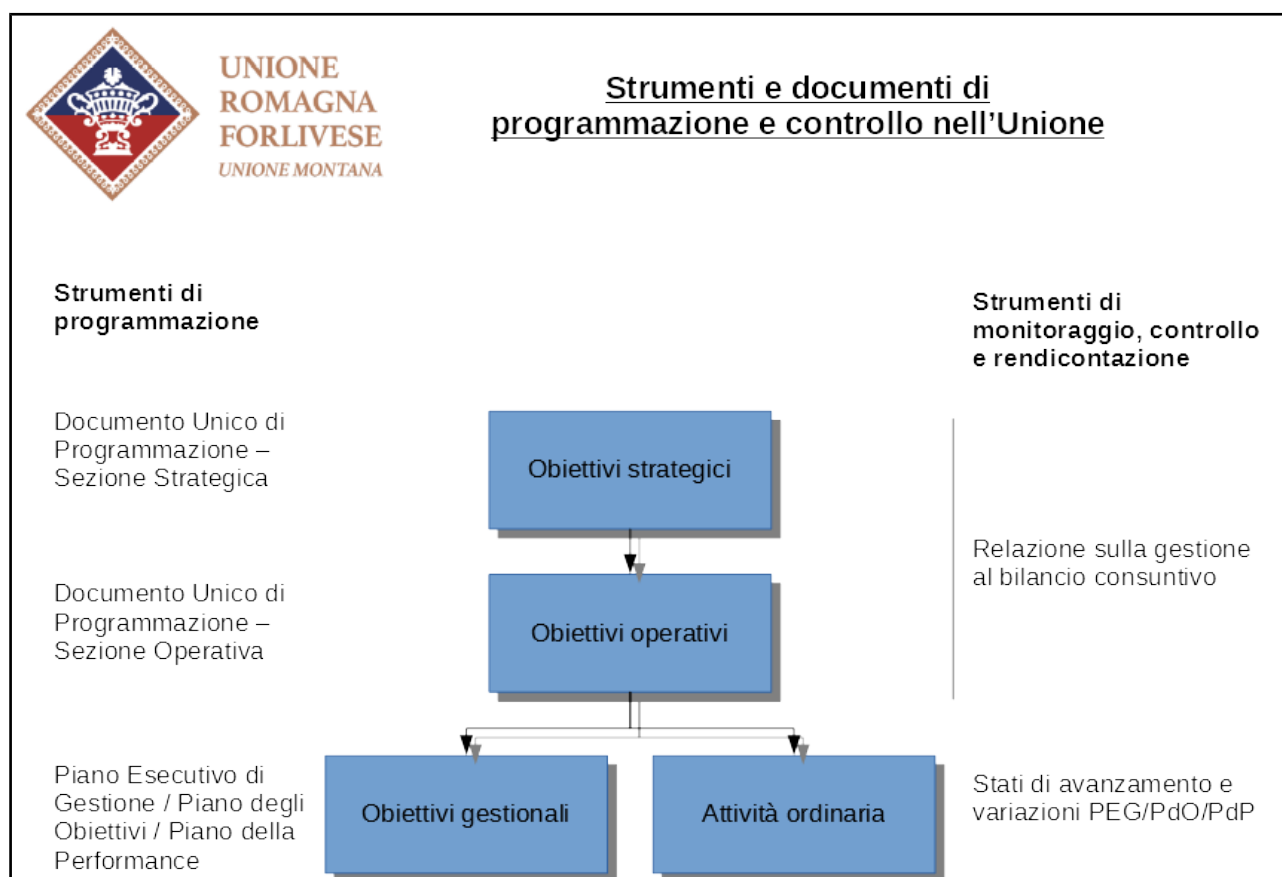 UNIONE
ROMAGNA
FORLIVESE
UNIONE MONTANA
Strumenti e documenti di
programmazione e controllo nell’Unione
Strumenti di
programmazione
Strumenti di
monitoraggio, controllo
e rendicontazione
Documento Unico di
Programmazione –
Sezione Strategica
Obiettivi strategici
Relazione sulla gestione
al bilancio consuntivo
Documento Unico di
Programmazione –
Sezione Operativa
Obiettivi operativi
Piano Esecutivo di
Gestione / Piano degli
Obiettivi / Piano della
Performance
Obiettivi gestionali
Attività ordinaria
Stati di avanzamento e
variazioni PEG/PdO/PdP